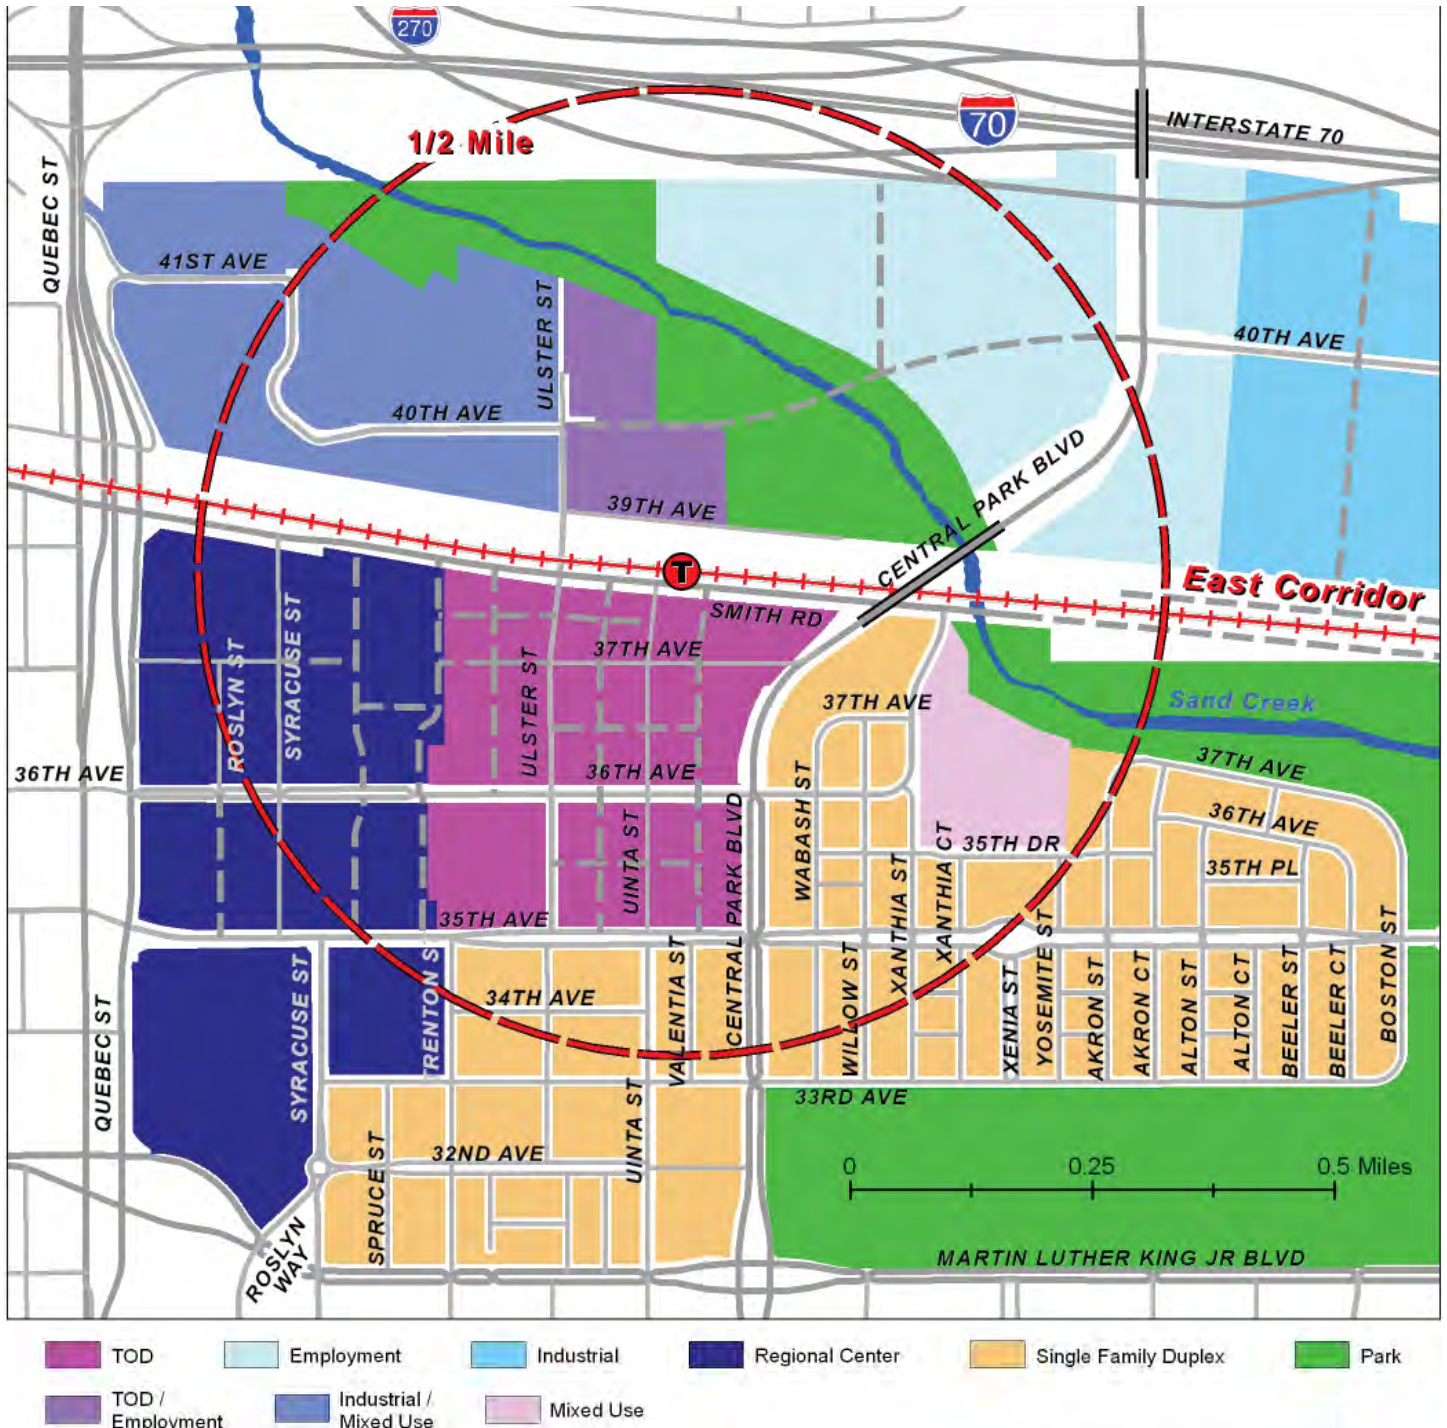 270
1/2 Mile
70
INTERSTATE 70
QUEBEC ST
41ST AVE
ULSTER ST
40TH AVE
40TH AVE
CENTRAL PARK BLVD
39TH AVE
T
East Corridor
SMITH RD
ROSLYN ST
SYRACUSE ST
37TH AVE
ULSTER ST
37TH AVE
Sand Creek
36TH AVE
36TH AVE
37TH AVE
WABASH ST
36TH AVE
UINTA ST
CENTRAL PARK BLVD
35TH DR
XANTHIA ST
XANTHIA CT
35TH PL
35TH AVE
QUEBEC ST
SYRACUSE ST
TRENTON S
34TH AVE
VALENTIA ST
WILLOW ST
XENIA ST
YOSEMITE ST
AKRON ST
AKRON CT
ALTON ST
ALTON CT
BEELER ST
BEELER CT
BOSTON ST
33RD AVE
UINTA ST
SPRUCE ST
32ND AVE
0 0.25 0.5 Miles
ROSLYN
WAY
MARTIN LUTHER KING JR BLVD
TOD
Employment
Industrial
Regional Center
Single Family Duplex
Park
TOD /
Employment
Industrial /
Mixed Use
Mixed Use